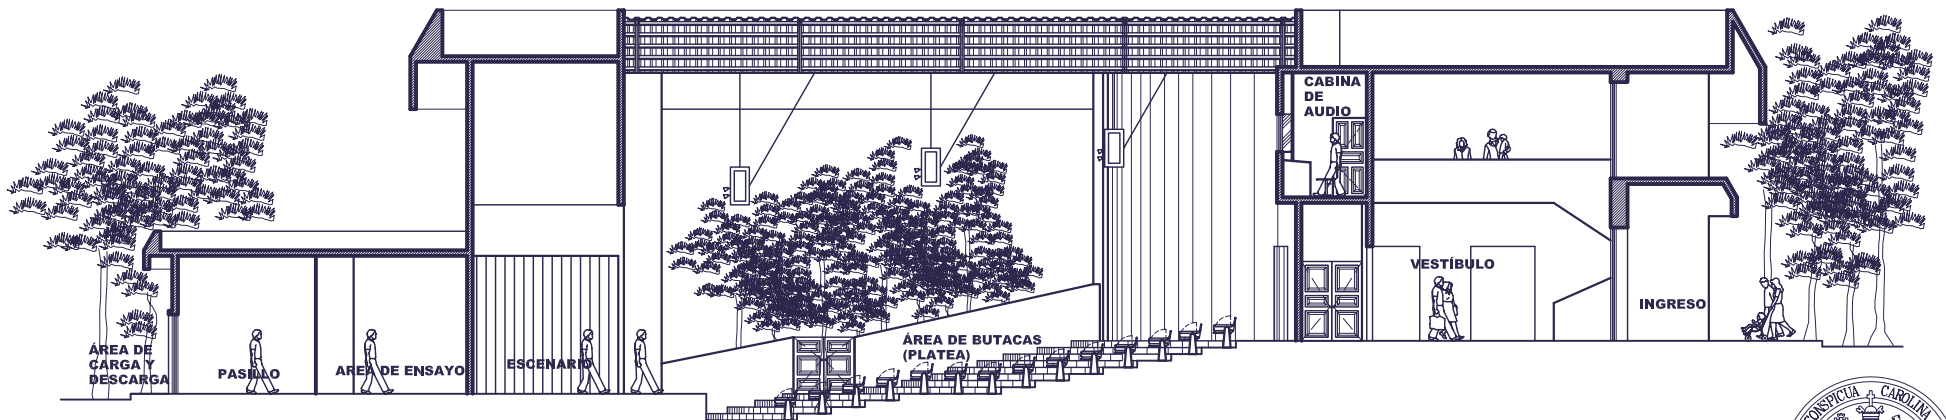 CABINA
DE
AUDIO
VESTÍBULO
INGRESO
ÁREA DE BUTACAS
(PLATEA)
ÁREA DE
CARGA Y
DESCARGA
PASILLO
AREA DE ENSAYO
ESCENARIO
CONSPICUA CAROLINA